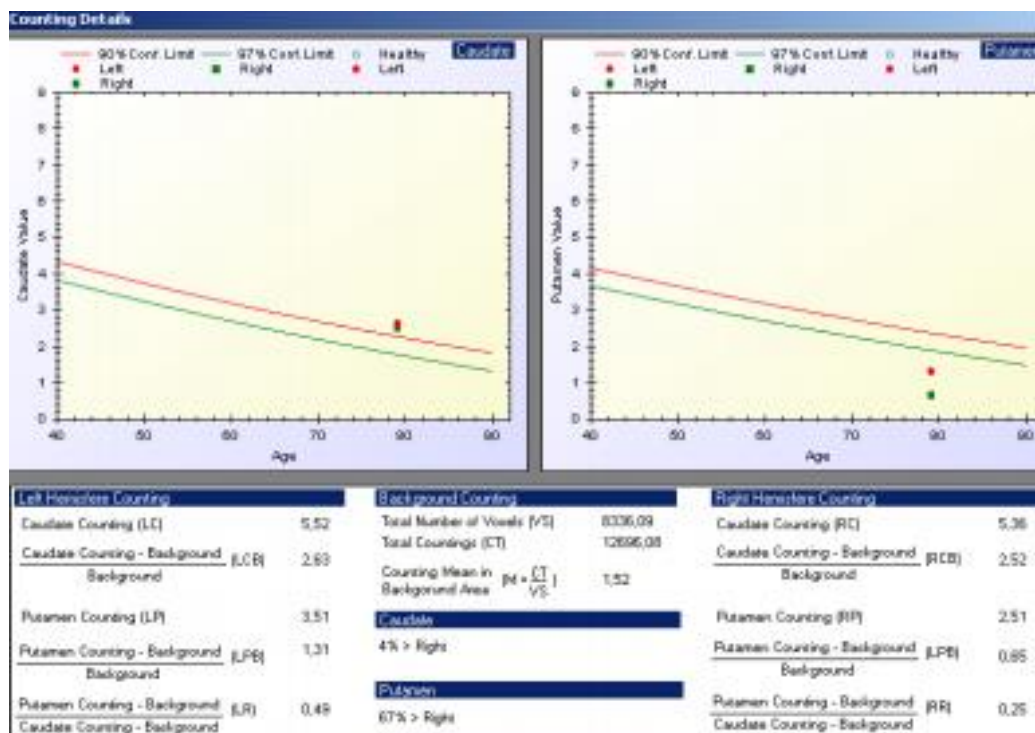 Counting Details
90% Conf. Limit 97% Conf. Limit Healthy Caudate
Left Right Left
Right
9
8
7
6
5
4
3
2
1
0
Caudate Value
40 50 60 70 80 90
Age
90% Conf. Limit 97% Conf. Limit Healthy Putamen
Left Right Left
Right
9
8
7
6
5
4
3
2
1
0
Putamen Value
40 50 60 70 80 90
Age
Left Hemisfere Counting
Caudate Counting (LC) 5,52
Caudate Counting - Background (LCB) 2,63
Background
Putamen Counting (LP) 3,51
Putamen Counting - Background (LPB) 1,31
Background
Putamen Counting - Background (LR) 0,49
Caudate Counting - Background
Background Counting
Total Number of Voxels (VS) 8336,09
Total Countings (CT) 12696,08
Counting Mean in (M = CT ) 1,52
Background Area VS
Caudate
4% > Right
Putamen
67% > Right
Right Hemisfere Counting
Caudate Counting (RC) 5,36
Caudate Counting - Background (RCB) 2,52
Background
Putamen Counting (RP) 2,51
Putamen Counting - Background (LPB) 0,65
Background
Putamen Counting - Background (RR) 0,25
Caudate Counting - Background